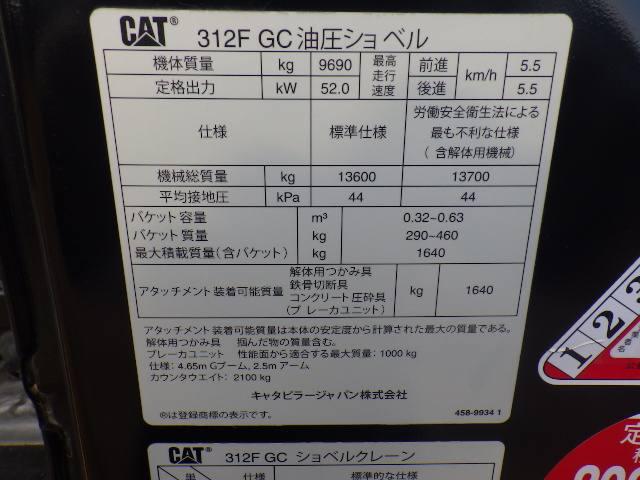 CAT 312F GC油圧ショベル
機体質量 kg 9690 最高走行速度 前進 km/h 5.5
定格出力 kW 52.0 後進 5.5
仕様 標準仕様 労働安全衛生法による
最も不利な仕様
(含解体用機械)
機械総質量 kg 13600 13700
平均接地圧 kPa 44 44
バケット容量 m³ 0.32~0.63
バケット質量 kg 290~460
最大積載質量(含バケット) kg 1640
アタッチメント装着可能質量 解体用つかみ具
鉄骨切断具
コンクリート圧砕具
(ブレーカユニット) kg 1640
アタッチメント装着可能質量は本体の安定度から計算された最大の質量である。
解体用つかみ具 掴んだ物の質量含む。
ブレーカユニット 性能面から適合する最大質量:1000 kg
仕様:4.65m Gブーム、2.5m アーム
カウンタウエイト:2100 kg
キャタピラージャパン株式会社
®は登録商標の表示です。 458-9934 1
CAT 312F GC ショベルクレーン
仕様 標準的な仕様
1 2 3
定